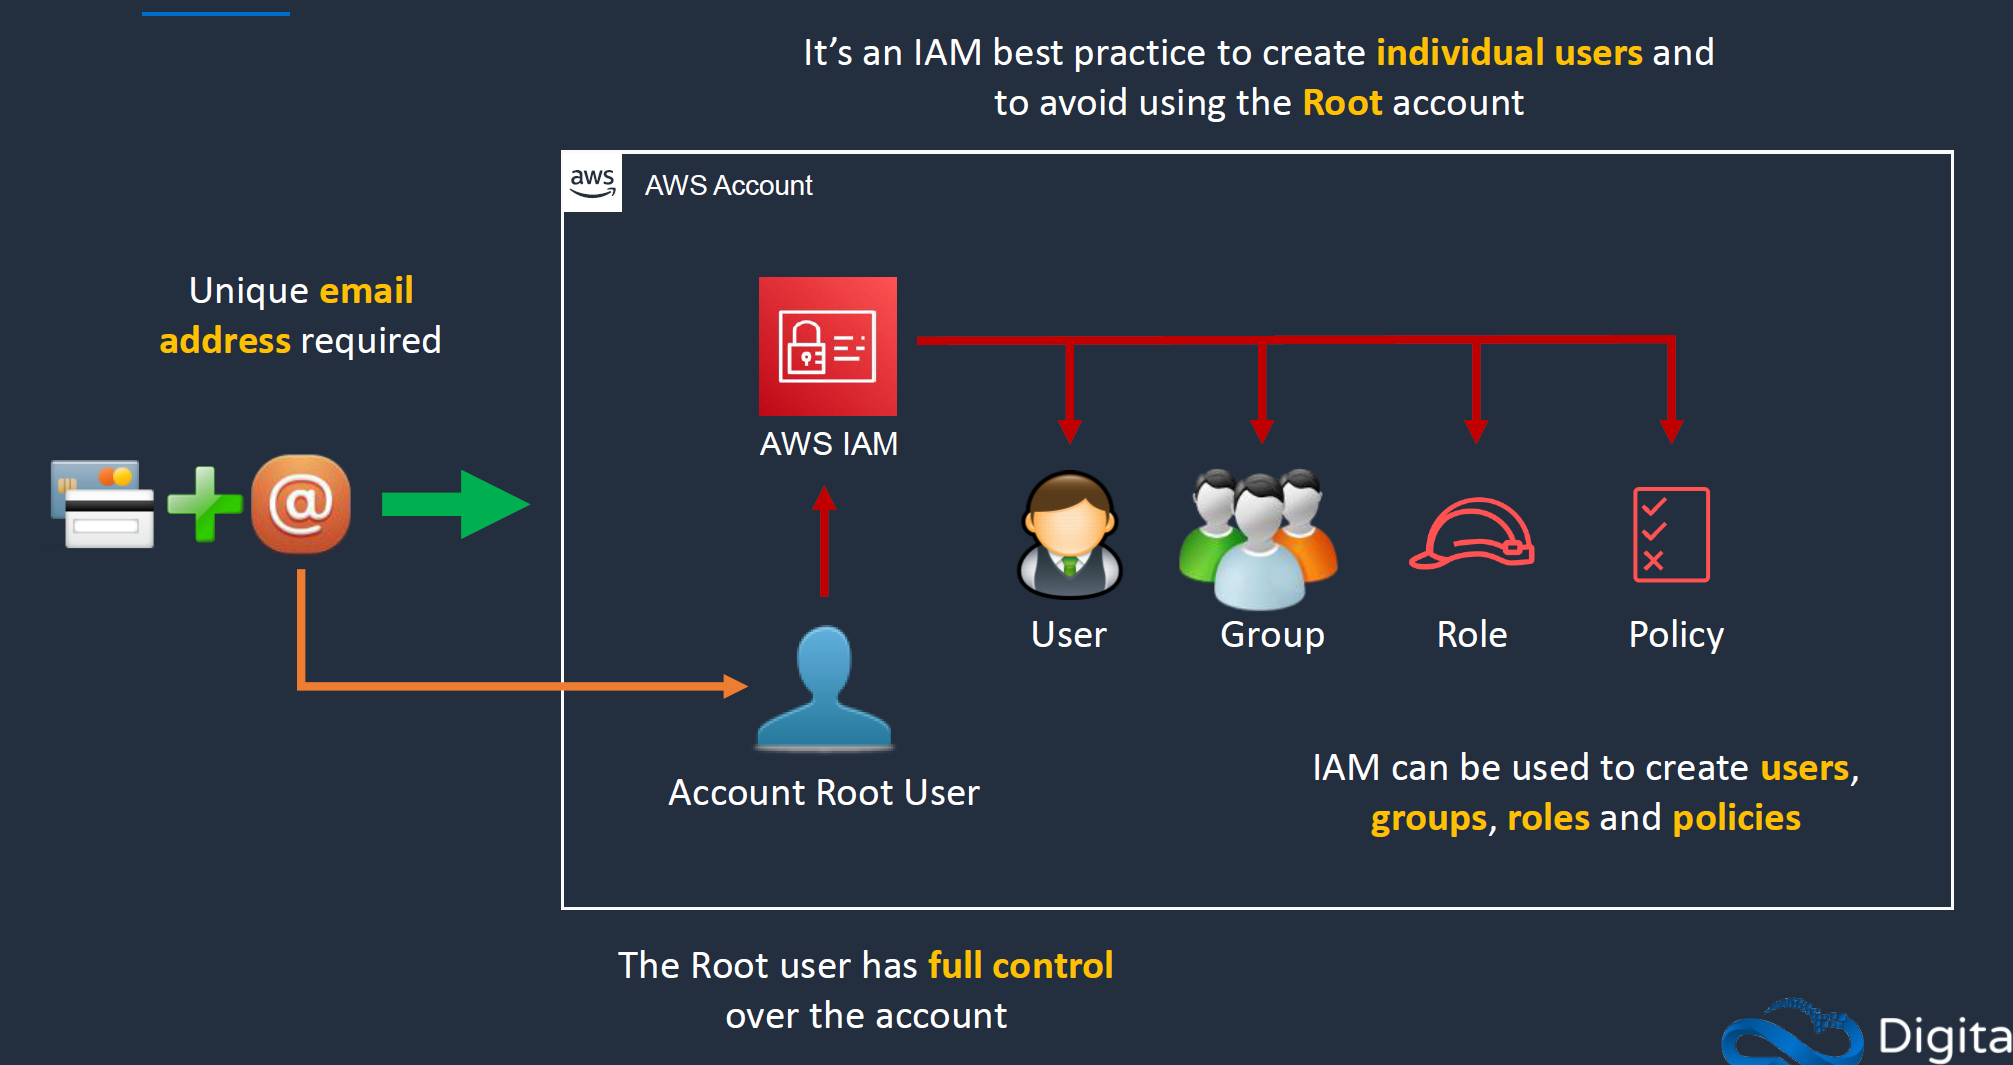 It's an IAM best practice to create individual users and
to avoid using the Root account
aws
AWS Account
Unique email
address required
AWS IAM
@
User
Group
Role
Policy
Account Root User
IAM can be used to create users,
groups, roles and policies
The Root user has full control
over the account
Digita